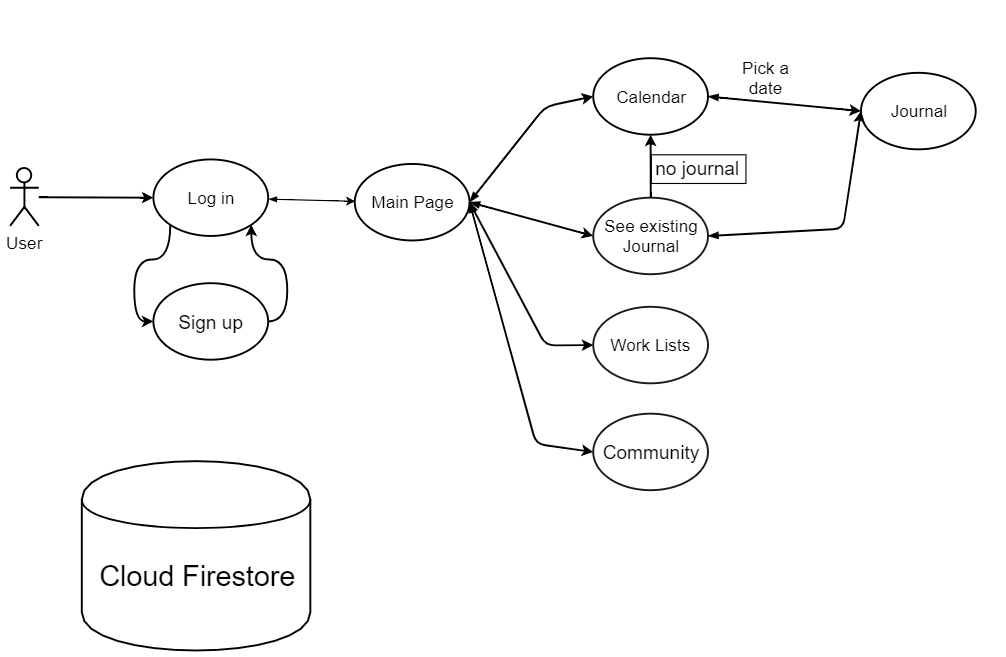 User
Log in
Sign up
Main Page
Calendar
Pick a
date
Journal
no journal
See existing
Journal
Work Lists
Community
Cloud Firestore